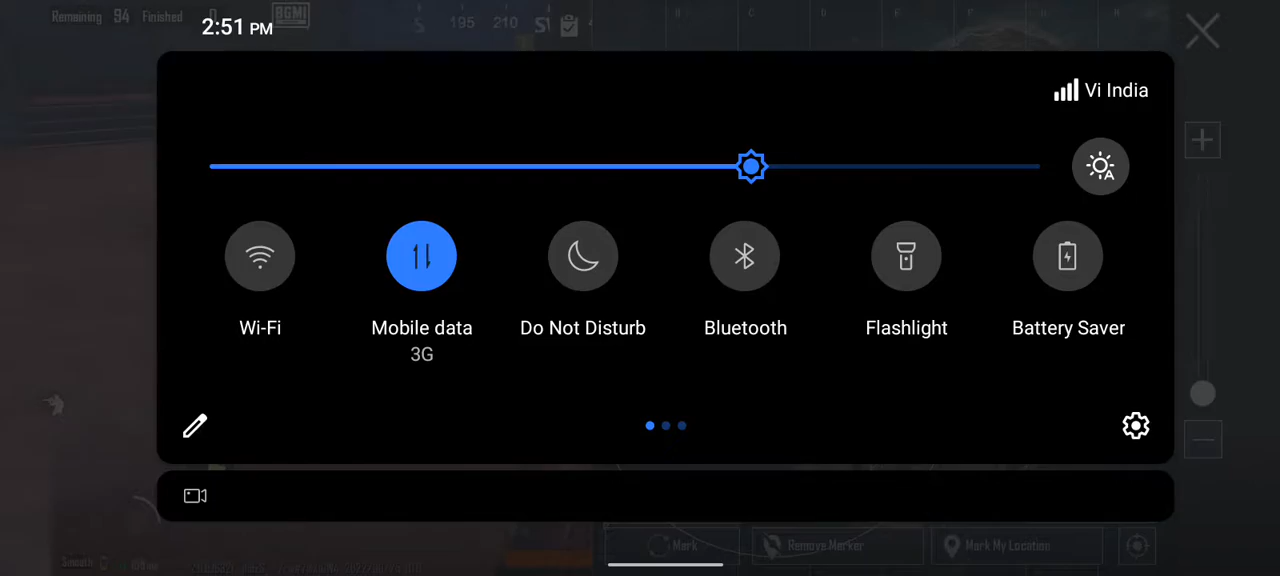 Remaining 94 Finished
BGMI
S 195 210
2:51 PM
Vi India
Wi-Fi
Mobile data
3G
Do Not Disturb
Bluetooth
Flashlight
Battery Saver
Mark
Remove Marker
Mark My Location
Smooth